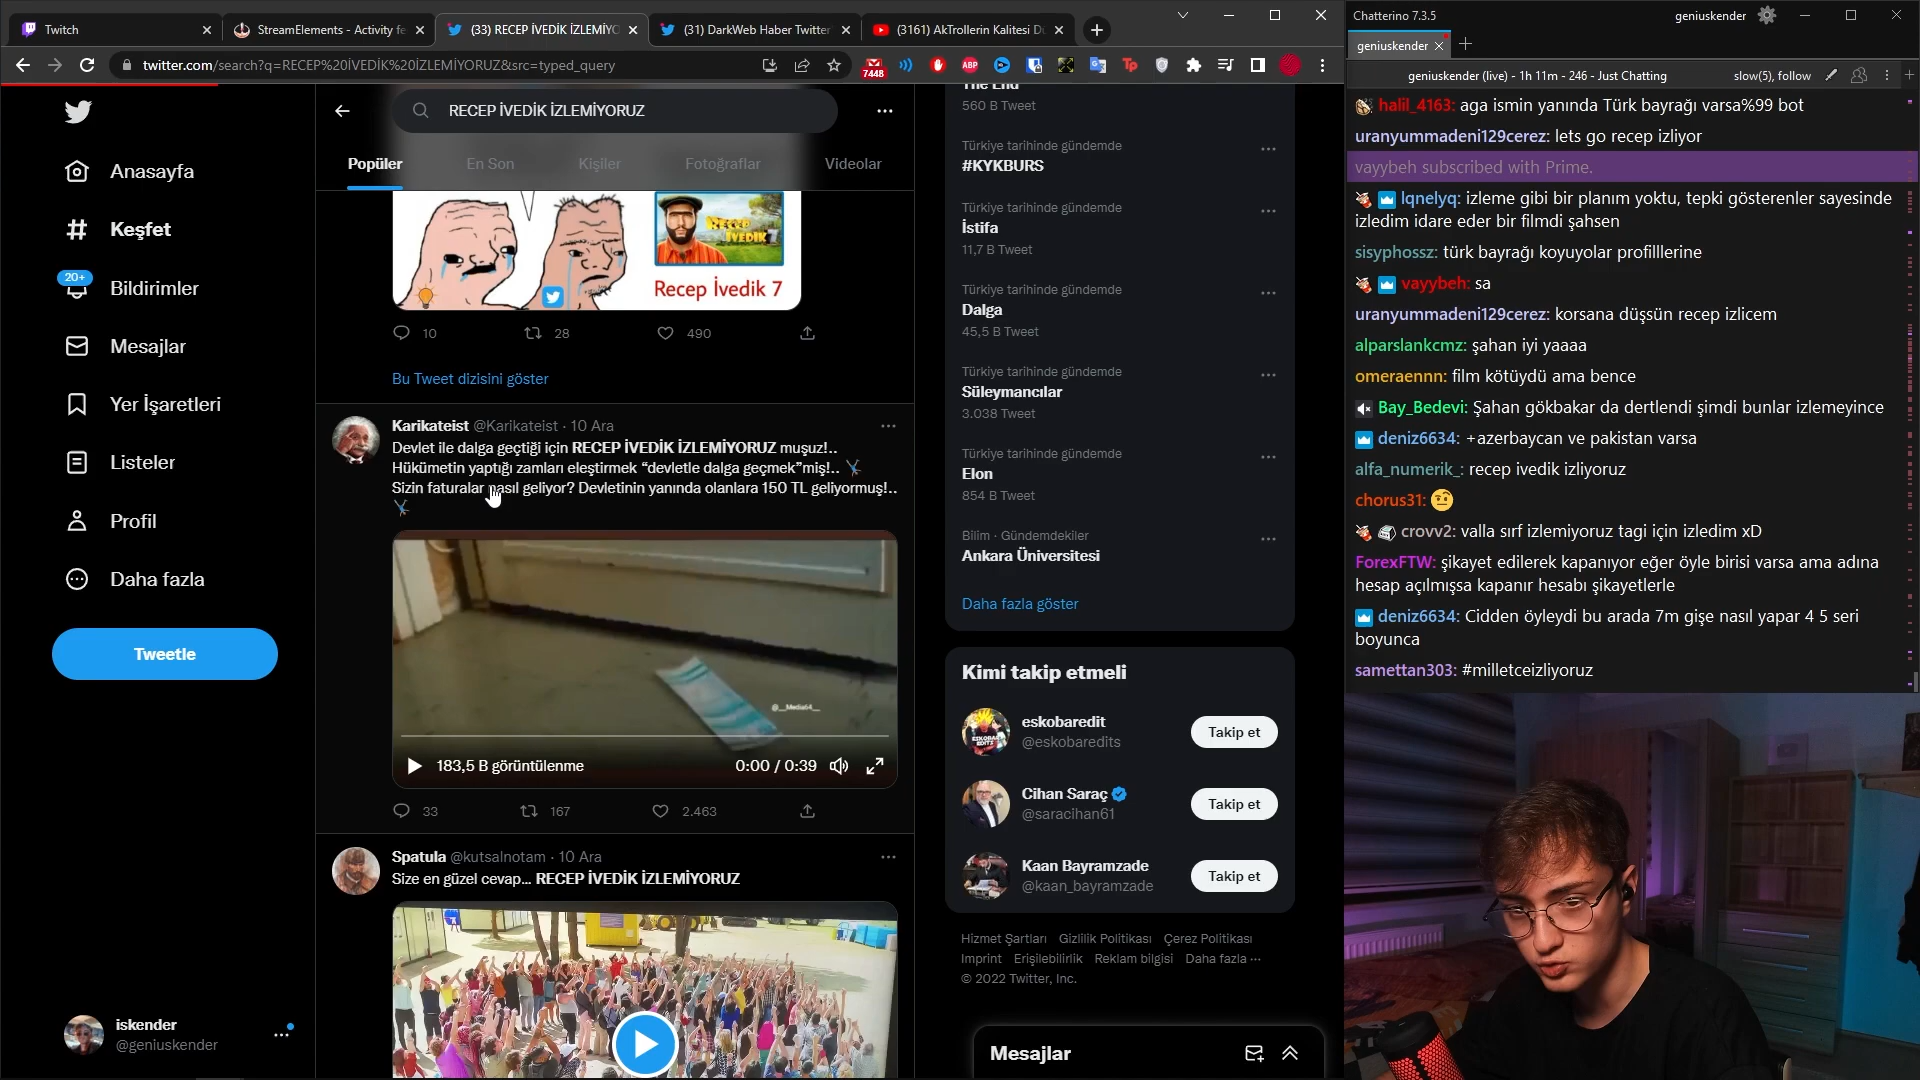 Twitch
StreamElements - Activity fe
(33) RECEP İVEDİK İZLEMİYO
(31) DarkWeb Haber Twitter
(3161) AkTrollerin Kalitesi D
twitter.com/search?q=RECEP%20İVEDİK%20İZLEMİYORUZ&src=typed_query
7448
ABP
Tp
RECEP İVEDİK İZLEMİYORUZ
Popüler
En Son
Kişiler
Fotoğraflar
Videolar
Anasayfa
Keşfet
20+
Bildirimler
Mesajlar
Yer İşaretleri
Listeler
Profil
Daha fazla
Tweetle
iskender
@geniuskender
RECEP İVEDİK
Recep İvedik 7
10
28
490
Bu Tweet dizisini göster
Karikateist @Karikateist · 10 Ara
Devlet ile dalga geçtiği için RECEP İVEDİK İZLEMİYORUZ muşuz!..
Hükümetin yaptığı zamları eleştirmek “devletle dalga geçmek”miş!..
Sizin faturalar nasıl geliyor? Devletinin yanında olanlara 150 TL geliyormuş!..
@__Media64__
183,5 B görüntülenme
0:00 / 0:39
33
167
2.463
Spatula @kutsalnotam · 10 Ara
Size en güzel cevap... RECEP İVEDİK İZLEMİYORUZ
The End
560 B Tweet
Türkiye tarihinde gündemde
#KYKBURS
Türkiye tarihinde gündemde
İstifa
11,7 B Tweet
Türkiye tarihinde gündemde
Dalga
45,5 B Tweet
Türkiye tarihinde gündemde
Süleymancılar
3.038 Tweet
Türkiye tarihinde gündemde
Elon
854 B Tweet
Bilim · Gündemdekiler
Ankara Üniversitesi
Daha fazla göster
Kimi takip etmeli
eskobaredit
@eskobaredits
Takip et
Cihan Saraç
@saracihan61
Takip et
Kaan Bayramzade
@kaan_bayramzade
Takip et
Hizmet Şartları Gizlilik Politikası Çerez Politikası
Imprint Erişilebilirlik Reklam bilgisi Daha fazla ···
© 2022 Twitter, Inc.
Mesajlar
Chatterino 7.3.5
geniuskender
geniuskender
geniuskender (live) - 1h 11m - 246 - Just Chatting
slow(5), follow
halil_4163: aga ismin yanında Türk bayrağı varsa%99 bot
uranyummadeni129cerez: lets go recep izliyor
vayybeh subscribed with Prime.
lqnelyq: izleme gibi bir planım yoktu, tepki gösterenler sayesinde
izledim idare eder bir filmdi şahsen
sisyphossz: türk bayrağı koyuyolar profilllerine
vayybeh: sa
uranyummadeni129cerez: korsana düşsün recep izlicem
alparslankcmz: şahan iyi yaaaa
omeraennn: film kötüydü ama bence
Bay_Bedevi: Şahan gökbakar da dertlendi şimdi bunlar izlemeyince
deniz6634: +azerbaycan ve pakistan varsa
alfa_numerik_: recep ivedik izliyoruz
chorus31:
crovv2: valla sırf izlemiyoruz tagi için izledim xD
ForexFTW: şikayet edilerek kapanıyor eğer öyle birisi varsa ama adına
hesap açılmışsa kapanır hesabı şikayetlerle
deniz6634: Cidden öyleydi bu arada 7m gişe nasıl yapar 4 5 seri
boyunca
samettan303: #milletceizliyoruz